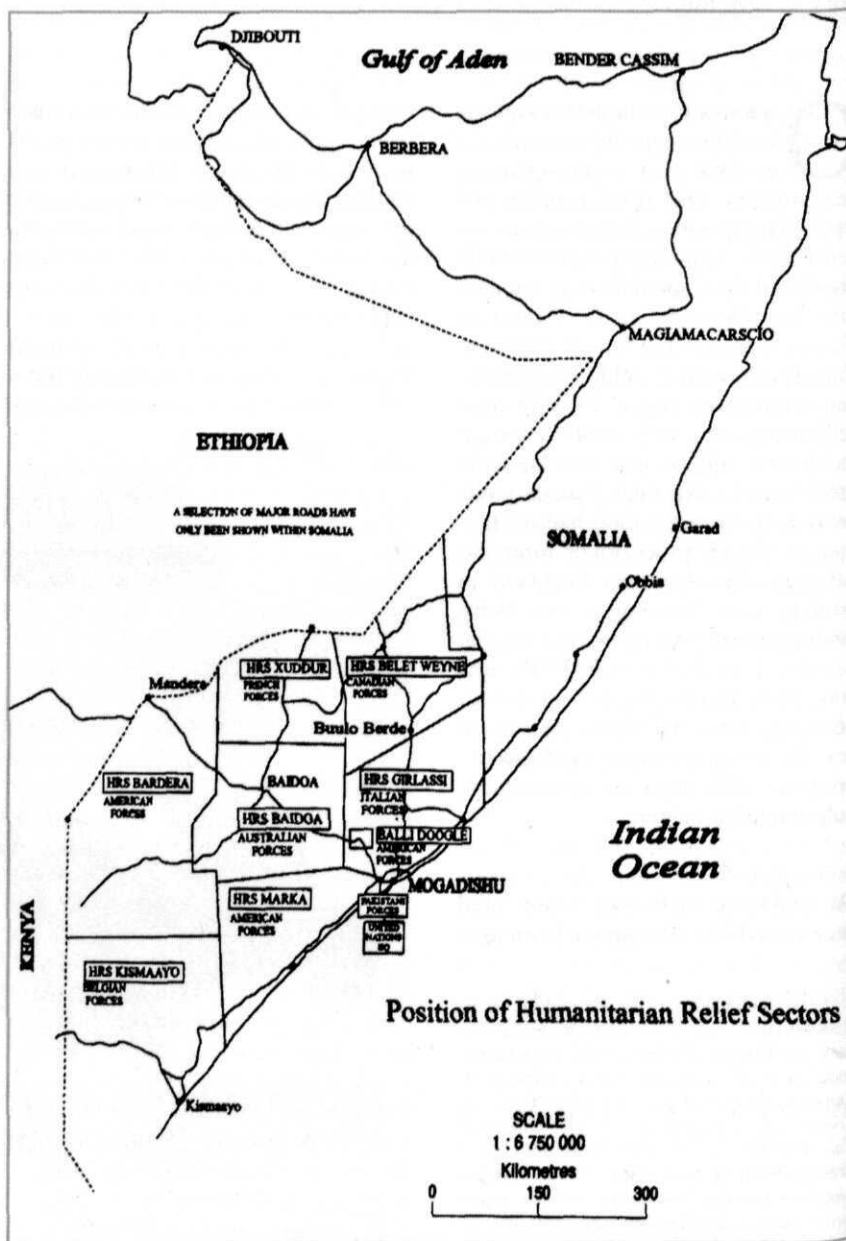 DJIBOUTI
Gulf of Aden
BENDER CASSIM
BERBERA
MAGIAMACARSCIO
ETHIOPIA
A SELECTION OF MAJOR ROADS HAVE
ONLY BEEN SHOWN WITHIN SOMALIA
SOMALIA
Garad
Obbia
HRS XUDDUR
FRENCH
FORCES
HRS BELET WEYNE
CANADIAN
FORCES
Mandera
Buulo Berde
HRS BARDERA
AMERICAN
FORCES
BAIDOA
HRS GIRLASSI
ITALIAN
FORCES
HRS BAIDOA
AUSTRALIAN
FORCES
BALLI DOOGLE
AMERICAN
FORCES
Indian
Ocean
MOGADISHU
HRS MARKA
AMERICAN
FORCES
PAKISTANI
FORCES
UNITED
NATIONS
HQ
KENYA
HRS KISMAAYO
BELGIAN
FORCES
Position of Humanitarian Relief Sectors
Kismaayo
SCALE
1 : 6 750 000
Kilometres
0 150 300